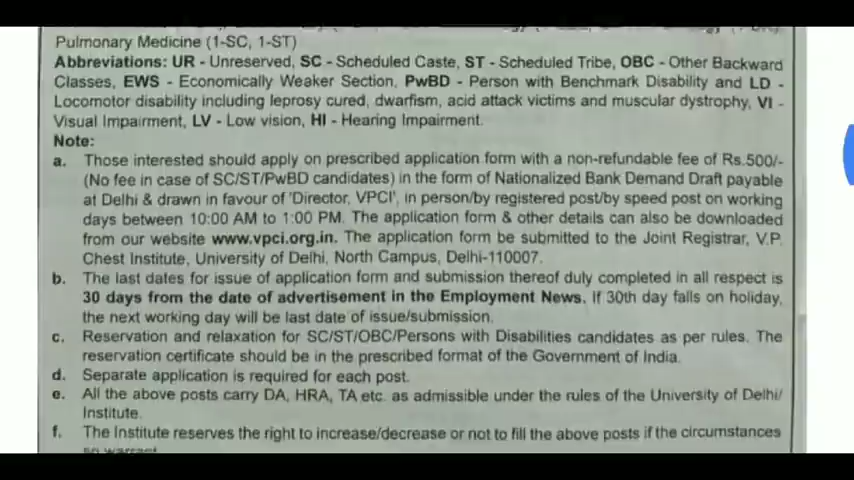 Pulmonary Medicine (1-SC, 1-ST)
Abbreviations: UR - Unreserved, SC - Scheduled Caste, ST - Scheduled Tribe, OBC - Other Backward
Classes, EWS - Economically Weaker Section, PwBD - Person with Benchmark Disability and LD -
Locomotor disability including leprosy cured, dwarfism, acid attack victims and muscular dystrophy, VI -
Visual Impairment, LV - Low vision, HI - Hearing Impairment.
Note:
a. Those interested should apply on prescribed application form with a non-refundable fee of Rs.500/-
(No fee in case of SC/ST/PwBD candidates) in the form of Nationalized Bank Demand Draft payable
at Delhi & drawn in favour of 'Director, VPCI', in person/by registered post/by speed post on working
days between 10:00 AM to 1:00 PM. The application form & other details can also be downloaded
from our website www.vpci.org.in. The application form be submitted to the Joint Registrar, V.P.
Chest Institute, University of Delhi, North Campus, Delhi-110007.
b. The last dates for issue of application form and submission thereof duly completed in all respect is
30 days from the date of advertisement in the Employment News. If 30th day falls on holiday,
the next working day will be last date of issue/submission.
c. Reservation and relaxation for SC/ST/OBC/Persons with Disabilities candidates as per rules. The
reservation certificate should be in the prescribed format of the Government of India.
d. Separate application is required for each post.
e. All the above posts carry DA, HRA, TA etc. as admissible under the rules of the University of Delhi/
Institute.
f. The Institute reserves the right to increase/decrease or not to fill the above posts if the circumstances
so warrant